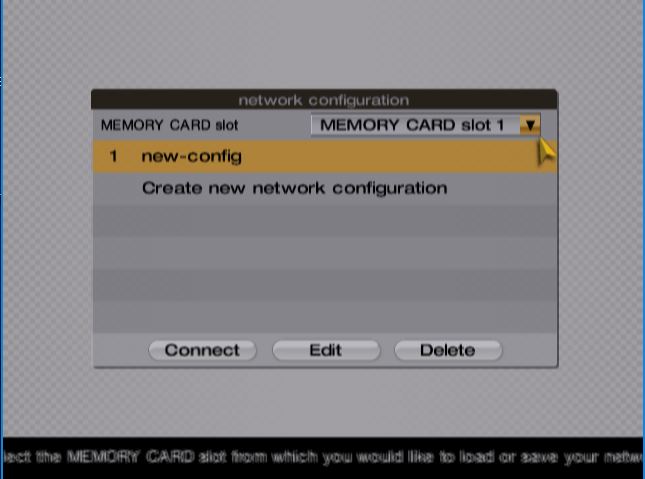 network configuration
MEMORY CARD slot MEMORY CARD slot 1
1 new-config
Create new network configuration
Connect Edit Delete
lect the MEMORY CARD slot from which you would like to load or save your netw